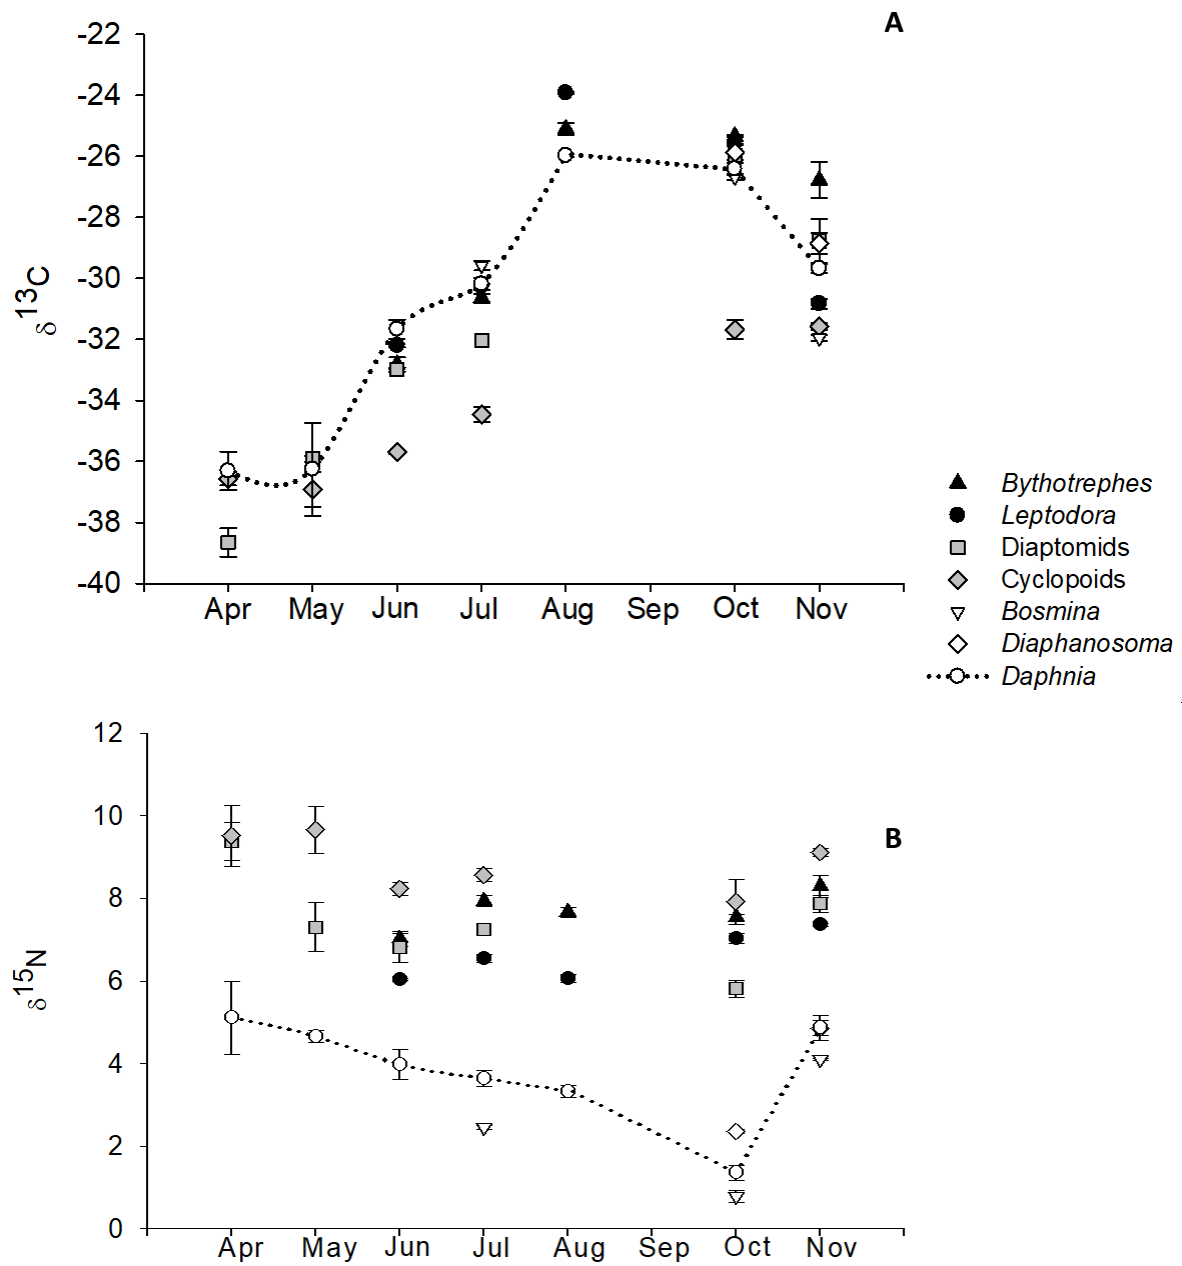 A
-22
-24
-26
-28
-30
-32
-34
-36
-38
-40
δ13C
Apr May Jun Jul Aug Sep Oct Nov
Bythotrephes
Leptodora
Diaptomids
Cyclopoids
Bosmina
Diaphanosoma
Daphnia
B
12
10
8
6
4
2
0
δ15N
Apr May Jun Jul Aug Sep Oct Nov